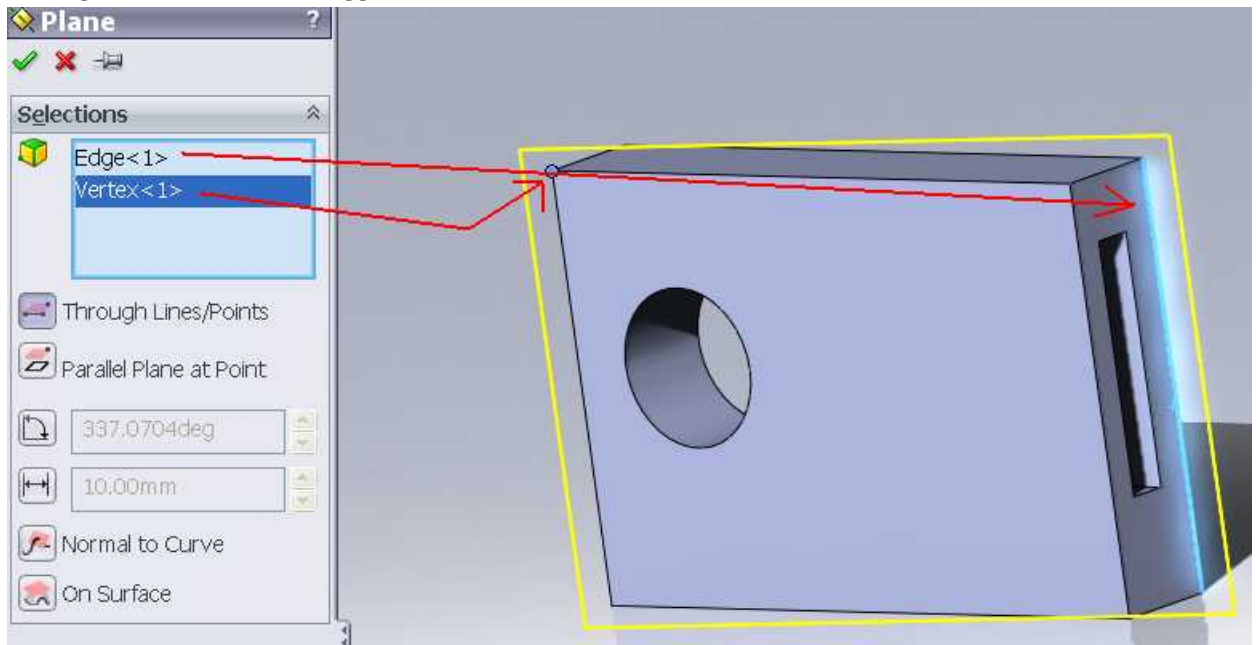 Plane ?
Selections
Edge<1>
Vertex<1>
Through Lines/Points
Parallel Plane at Point
337.0704deg
10.00mm
Normal to Curve
On Surface